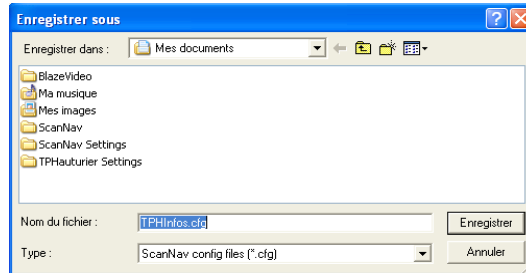 Enregistrer sous
Enregistrer dans :
Mes documents
BlazeVideo
Ma musique
Mes images
ScanNav
ScanNav Settings
TPHauturier Settings
Nom du fichier :
TPHInfos.cfg
Enregistrer
Type :
ScanNav config files (*.cfg)
Annuler